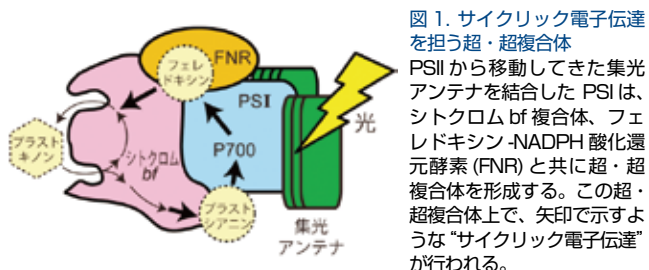 フェレ
ドキシン
FNR
PSI
光
P700
プラスト
キノン
シトクロム
bf
プラスト
シアニン
集光
アンテナ
図 1. サイクリック電子伝達
を担う超・超複合体
PSII から移動してきた集光
アンテナを結合した PSI は、
シトクロム bf 複合体、フェ
レドキシン -NADPH 酸化還
元酵素 (FNR) と共に超・超
複合体を形成する。この超・
超複合体上で、矢印で示すよ
うな “サイクリック電子伝達”
が行われる。